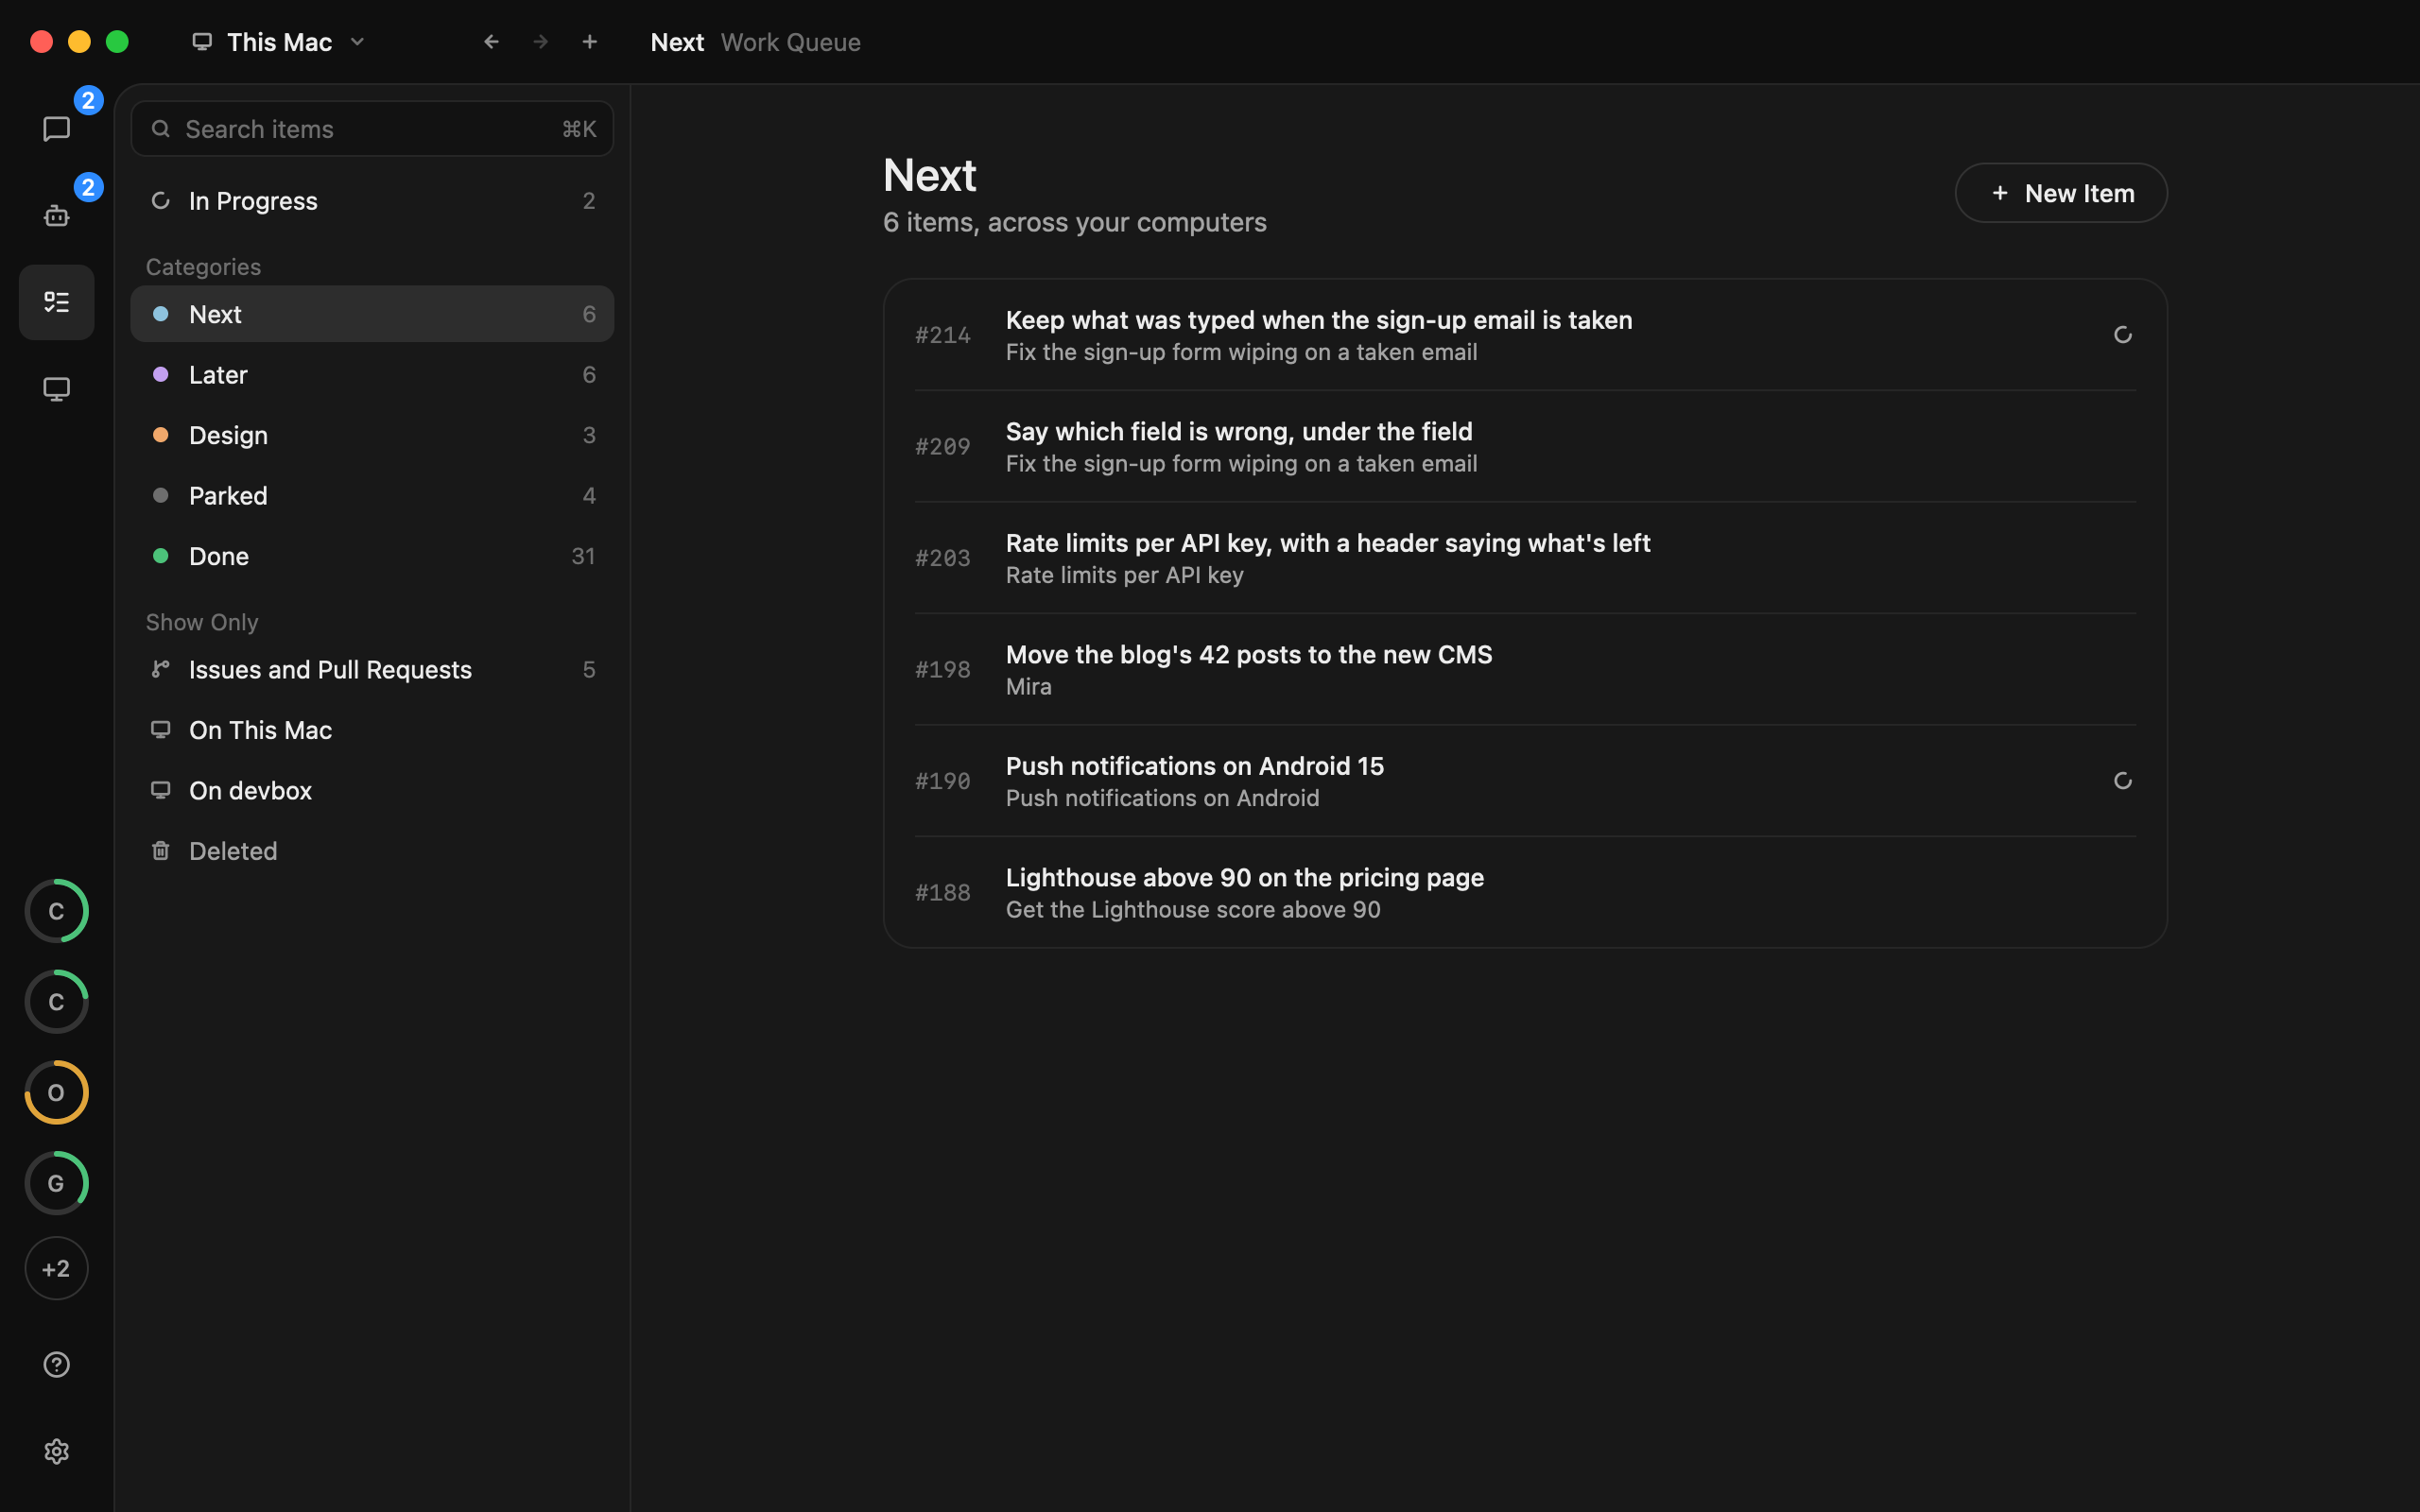 This Mac
Next Work Queue
2
2
Search items ⌘K
In Progress 2
Categories
Next 6
Later 6
Design 3
Parked 4
Done 31
Show Only
Issues and Pull Requests 5
On This Mac
On devbox
Deleted
C
C
O
G
+2
Next
6 items, across your computers
+ New Item
#214 Keep what was typed when the sign-up email is taken
Fix the sign-up form wiping on a taken email
#209 Say which field is wrong, under the field
Fix the sign-up form wiping on a taken email
#203 Rate limits per API key, with a header saying what's left
Rate limits per API key
#198 Move the blog's 42 posts to the new CMS
Mira
#190 Push notifications on Android 15
Push notifications on Android
#188 Lighthouse above 90 on the pricing page
Get the Lighthouse score above 90